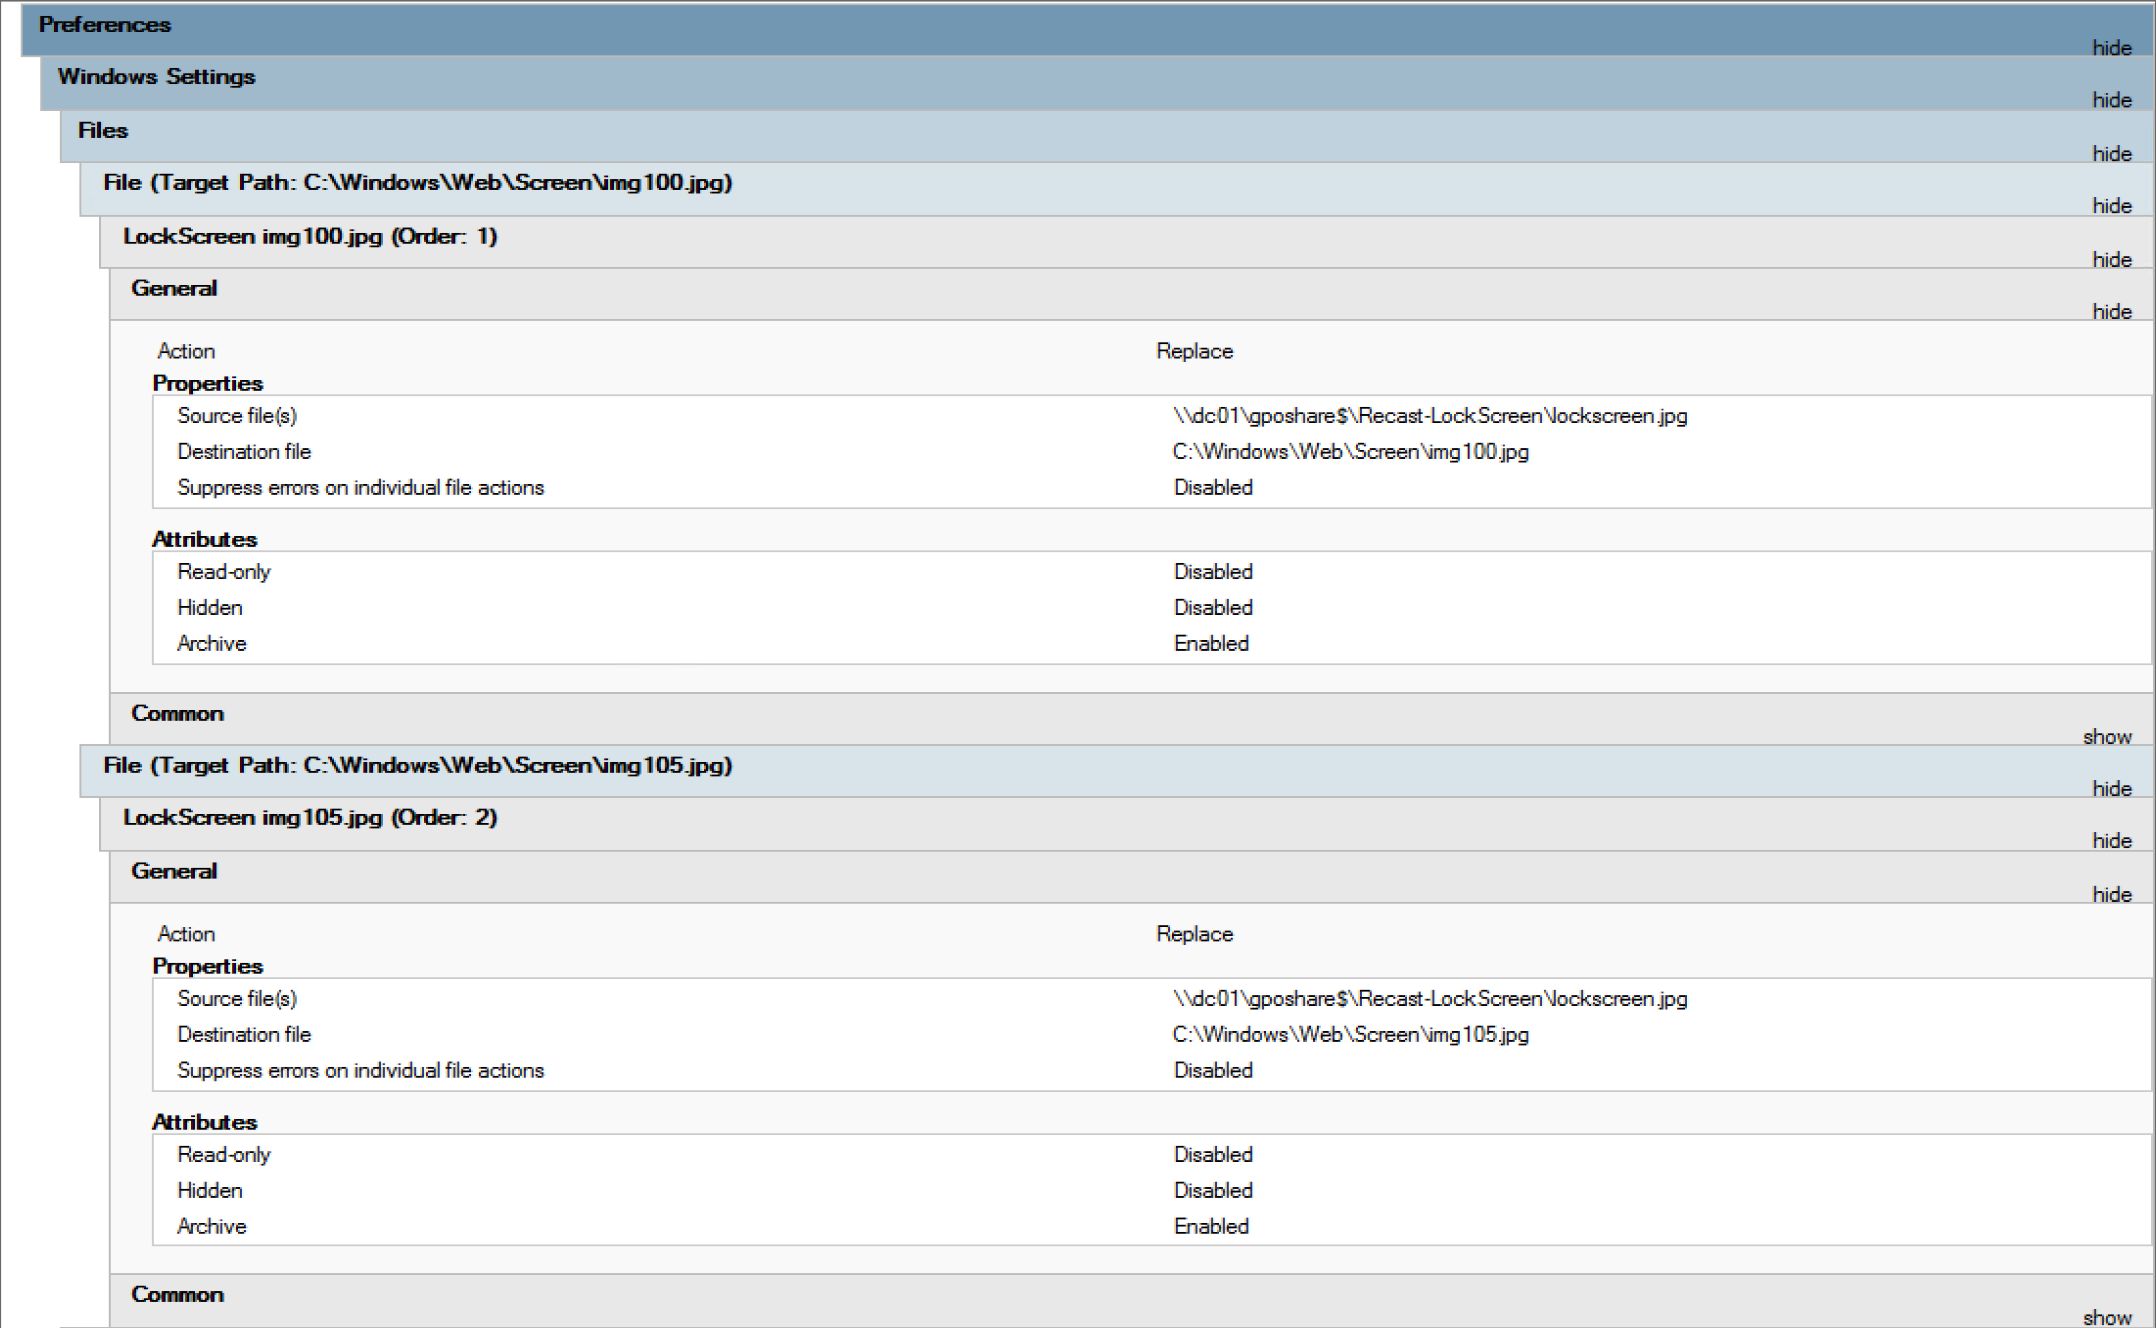 Preferences
hide
Windows Settings
hide
Files
hide
File (Target Path: C:\Windows\Web\Screen\img100.jpg)
hide
LockScreen img100.jpg (Order: 1)
hide
General
hide
Action Replace
Properties
Source file(s) \\dc01\gposhare$\Recast-LockScreen\lockscreen.jpg
Destination file C:\Windows\Web\Screen\img100.jpg
Suppress errors on individual file actions Disabled
Attributes
Read-only Disabled
Hidden Disabled
Archive Enabled
Common
show
File (Target Path: C:\Windows\Web\Screen\img105.jpg)
hide
LockScreen img105.jpg (Order: 2)
hide
General
hide
Action Replace
Properties
Source file(s) \\dc01\gposhare$\Recast-LockScreen\lockscreen.jpg
Destination file C:\Windows\Web\Screen\img105.jpg
Suppress errors on individual file actions Disabled
Attributes
Read-only Disabled
Hidden Disabled
Archive Enabled
Common
show